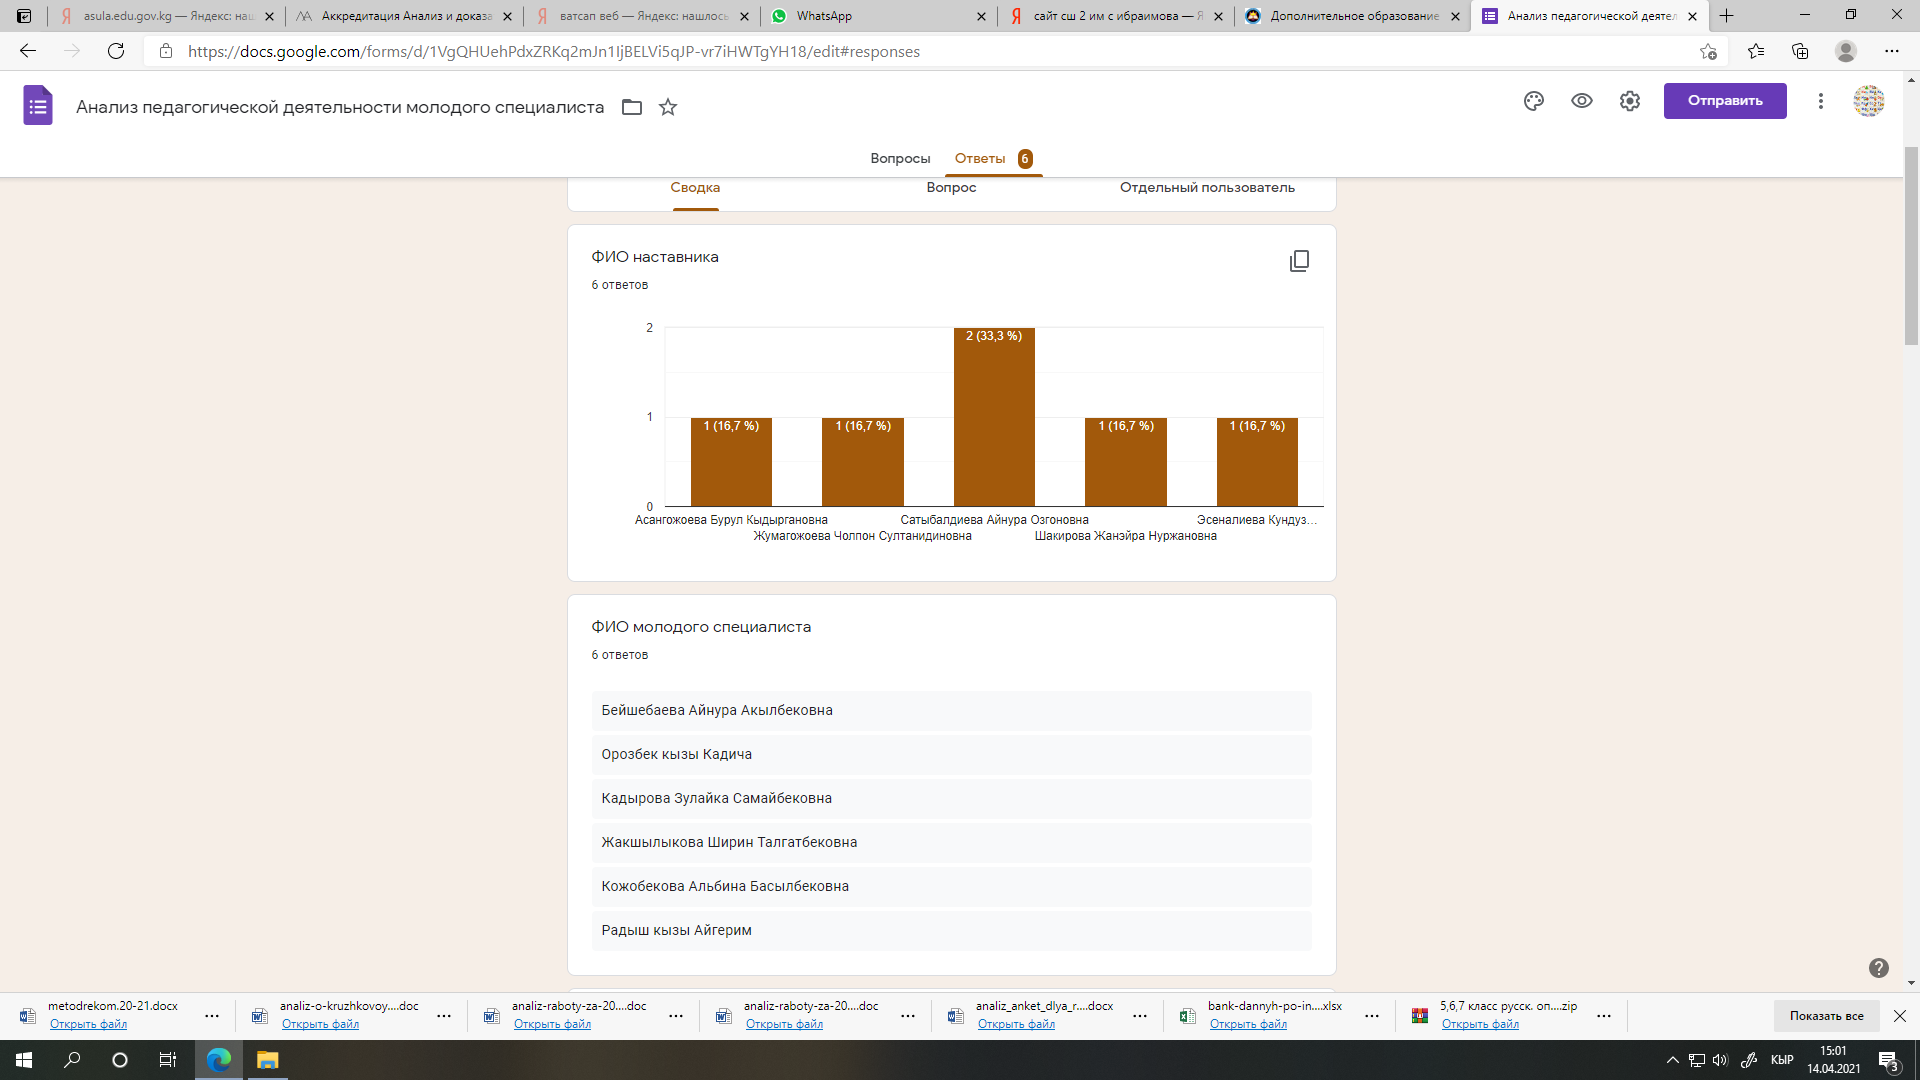 asula.edu.gov.kg — Яндекс: наш
Аккредитация Анализ и доказа
ватсап веб — Яндекс: нашлось
WhatsApp
сайт сш 2 им с ибраимова — Я
Дополнительное образование
Анализ педагогической деятел
https://docs.google.com/forms/d/1VgQHUehPdxZRKq2mJn1IjBELVi5qJP-vr7iHWTgYH18/edit#responses
Анализ педагогической деятельности молодого специалиста
Отправить
Вопросы
Ответы 6
Сводка
Вопрос
Отдельный пользователь
ФИО наставника
6 ответов
2
1
0
1 (16,7 %)
1 (16,7 %)
2 (33,3 %)
1 (16,7 %)
1 (16,7 %)
Асангожоева Бурул Кыдыргановна
Жумагожоева Чолпон Султанидиновна
Сатыбалдиева Айнура Озгоновна
Шакирова Жанэйра Нуржановна
Эсеналиева Кундуз…
ФИО молодого специалиста
6 ответов
Бейшебаева Айнура Акылбековна
Орозбек кызы Кадича
Кадырова Зулайка Самайбековна
Жакшылыкова Ширин Талгатбековна
Кожобекова Альбина Басылбековна
Радыш кызы Айгерим
metodrekom.20-21.docx
Открыть файл
analiz-o-kruzhkovoy....doc
Открыть файл
analiz-raboty-za-20....doc
Открыть файл
analiz-raboty-za-20....doc
Открыть файл
analiz_anket_dlya_r....docx
Открыть файл
bank-dannyh-po-in....xlsx
Открыть файл
5,6,7 класс русск. оп....zip
Открыть файл
Показать все
КЫР
15:01
14.04.2021
3